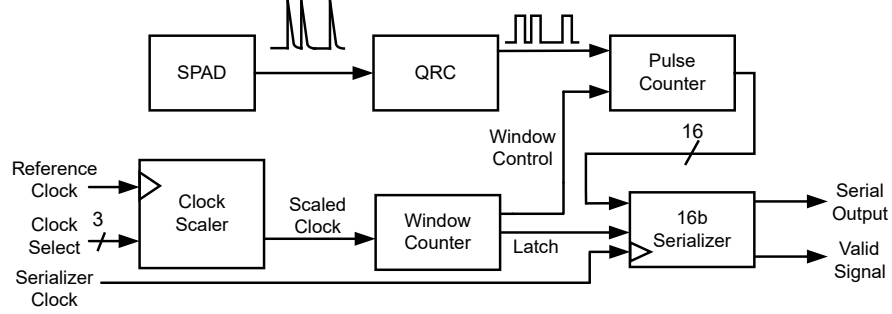 SPAD
QRC
Pulse
Counter
Window
Control
16
Reference
Clock
Clock
Select
3
Clock
Scaler
Scaled
Clock
Window
Counter
Latch
16b
Serializer
Serial
Output
Valid
Signal
Serializer
Clock